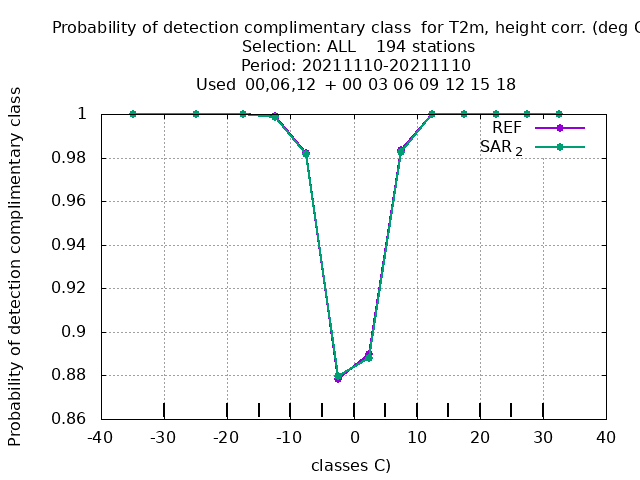 Probability of detection complimentary class  for T2m, height corr. (deg C
Selection: ALL    194 stations
Period: 20211110-20211110
Used  00,06,12  + 00 03 06 09 12 15 18
Probability of detection complimentary class
1
0.98
0.96
0.94
0.92
0.9
0.88
0.86
REF
SAR 2
-40 -30 -20 -10 0 10 20 30 40
classes C)